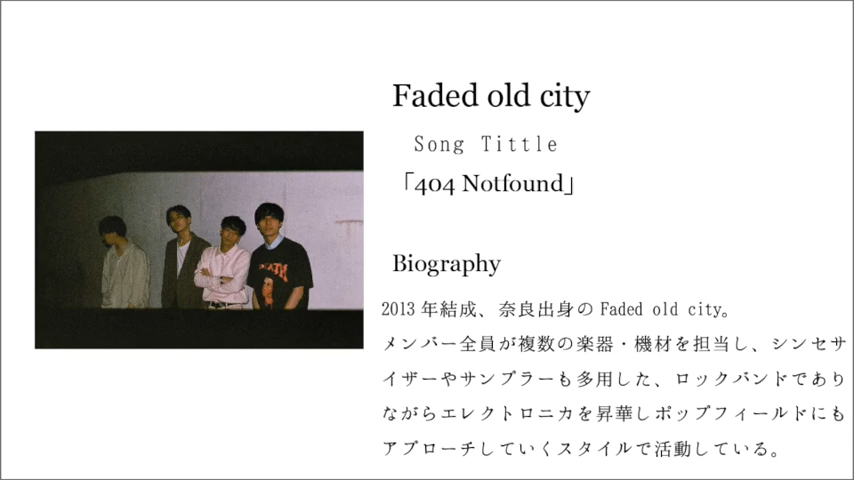 Faded old city
Song Tittle
「404 Notfound」
Biography
2013年結成、奈良出身のFaded old city。
メンバー全員が複数の楽器・機材を担当し、シンセサ
イザーやサンプラーも多用した、ロックバンドであり
ながらエレクトロニカを昇華しポップフィールドにも
アプローチしていくスタイルで活動している。